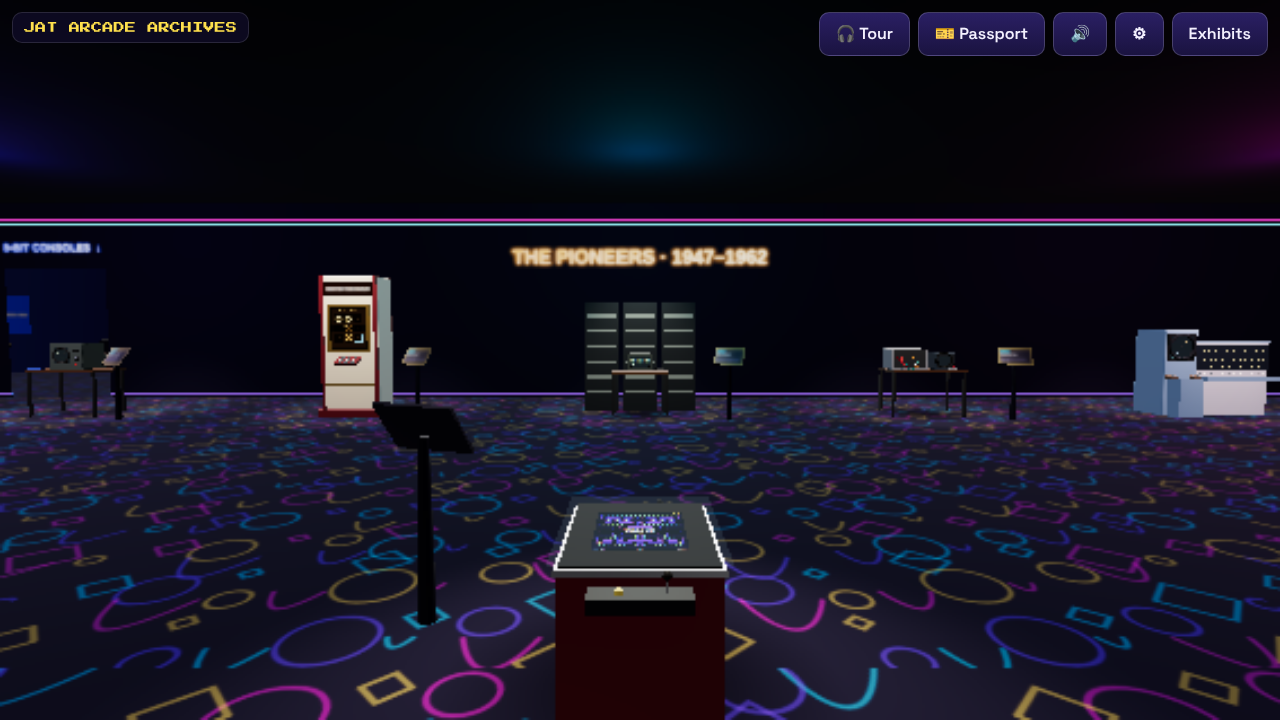 JAT ARCADE ARCHIVES
🎧 Tour
🎫 Passport
Exhibits
8-BIT CONSOLES ↓
THE PIONEERS · 1947–1962